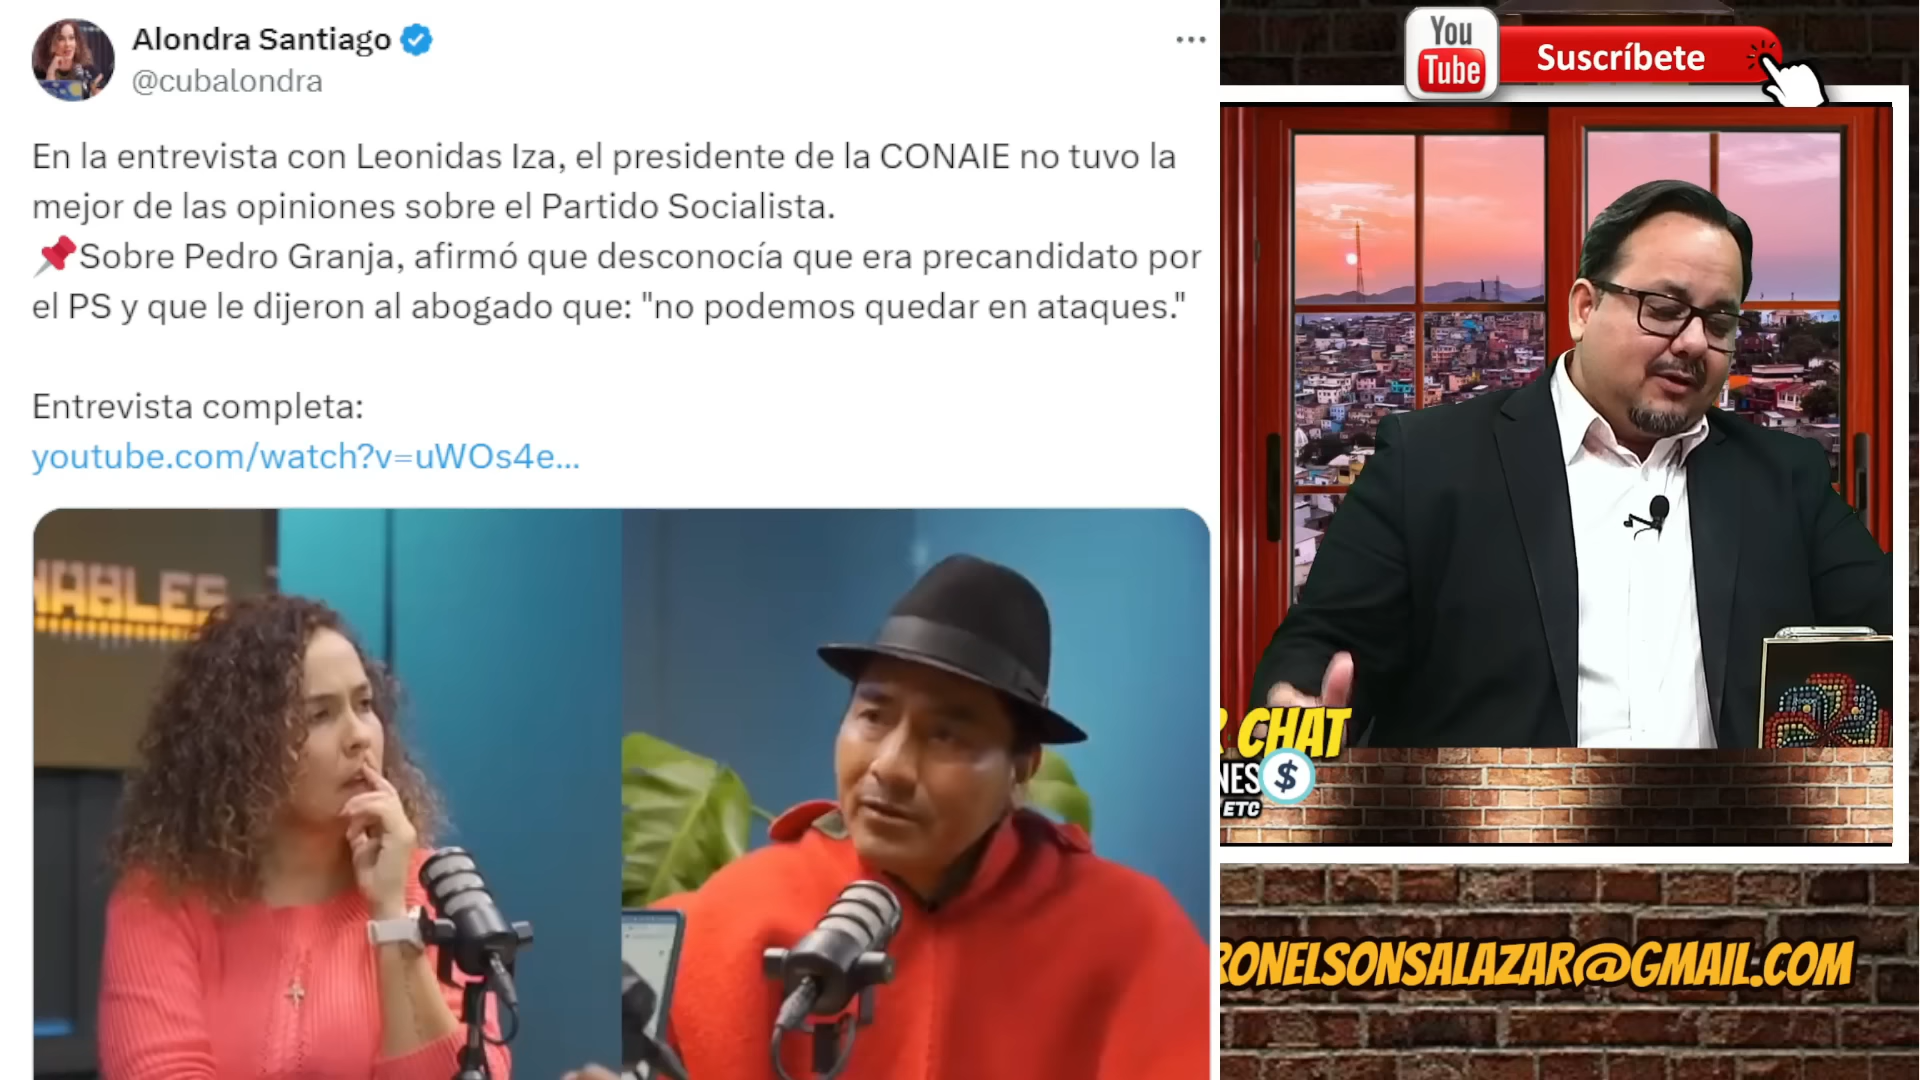 Alondra Santiago
@cubalondra
En la entrevista con Leonidas Iza, el presidente de la CONAIE no tuvo la
mejor de las opiniones sobre el Partido Socialista.
📌Sobre Pedro Granja, afirmó que desconocía que era precandidato por
el PS y que le dijeron al abogado que: "no podemos quedar en ataques."
Entrevista completa:
youtube.com/watch?v=uWOs4e...
NABLES
You
Tube
Suscríbete
R CHAT
NES $
ETC
RONELSONSALAZAR@GMAIL.COM